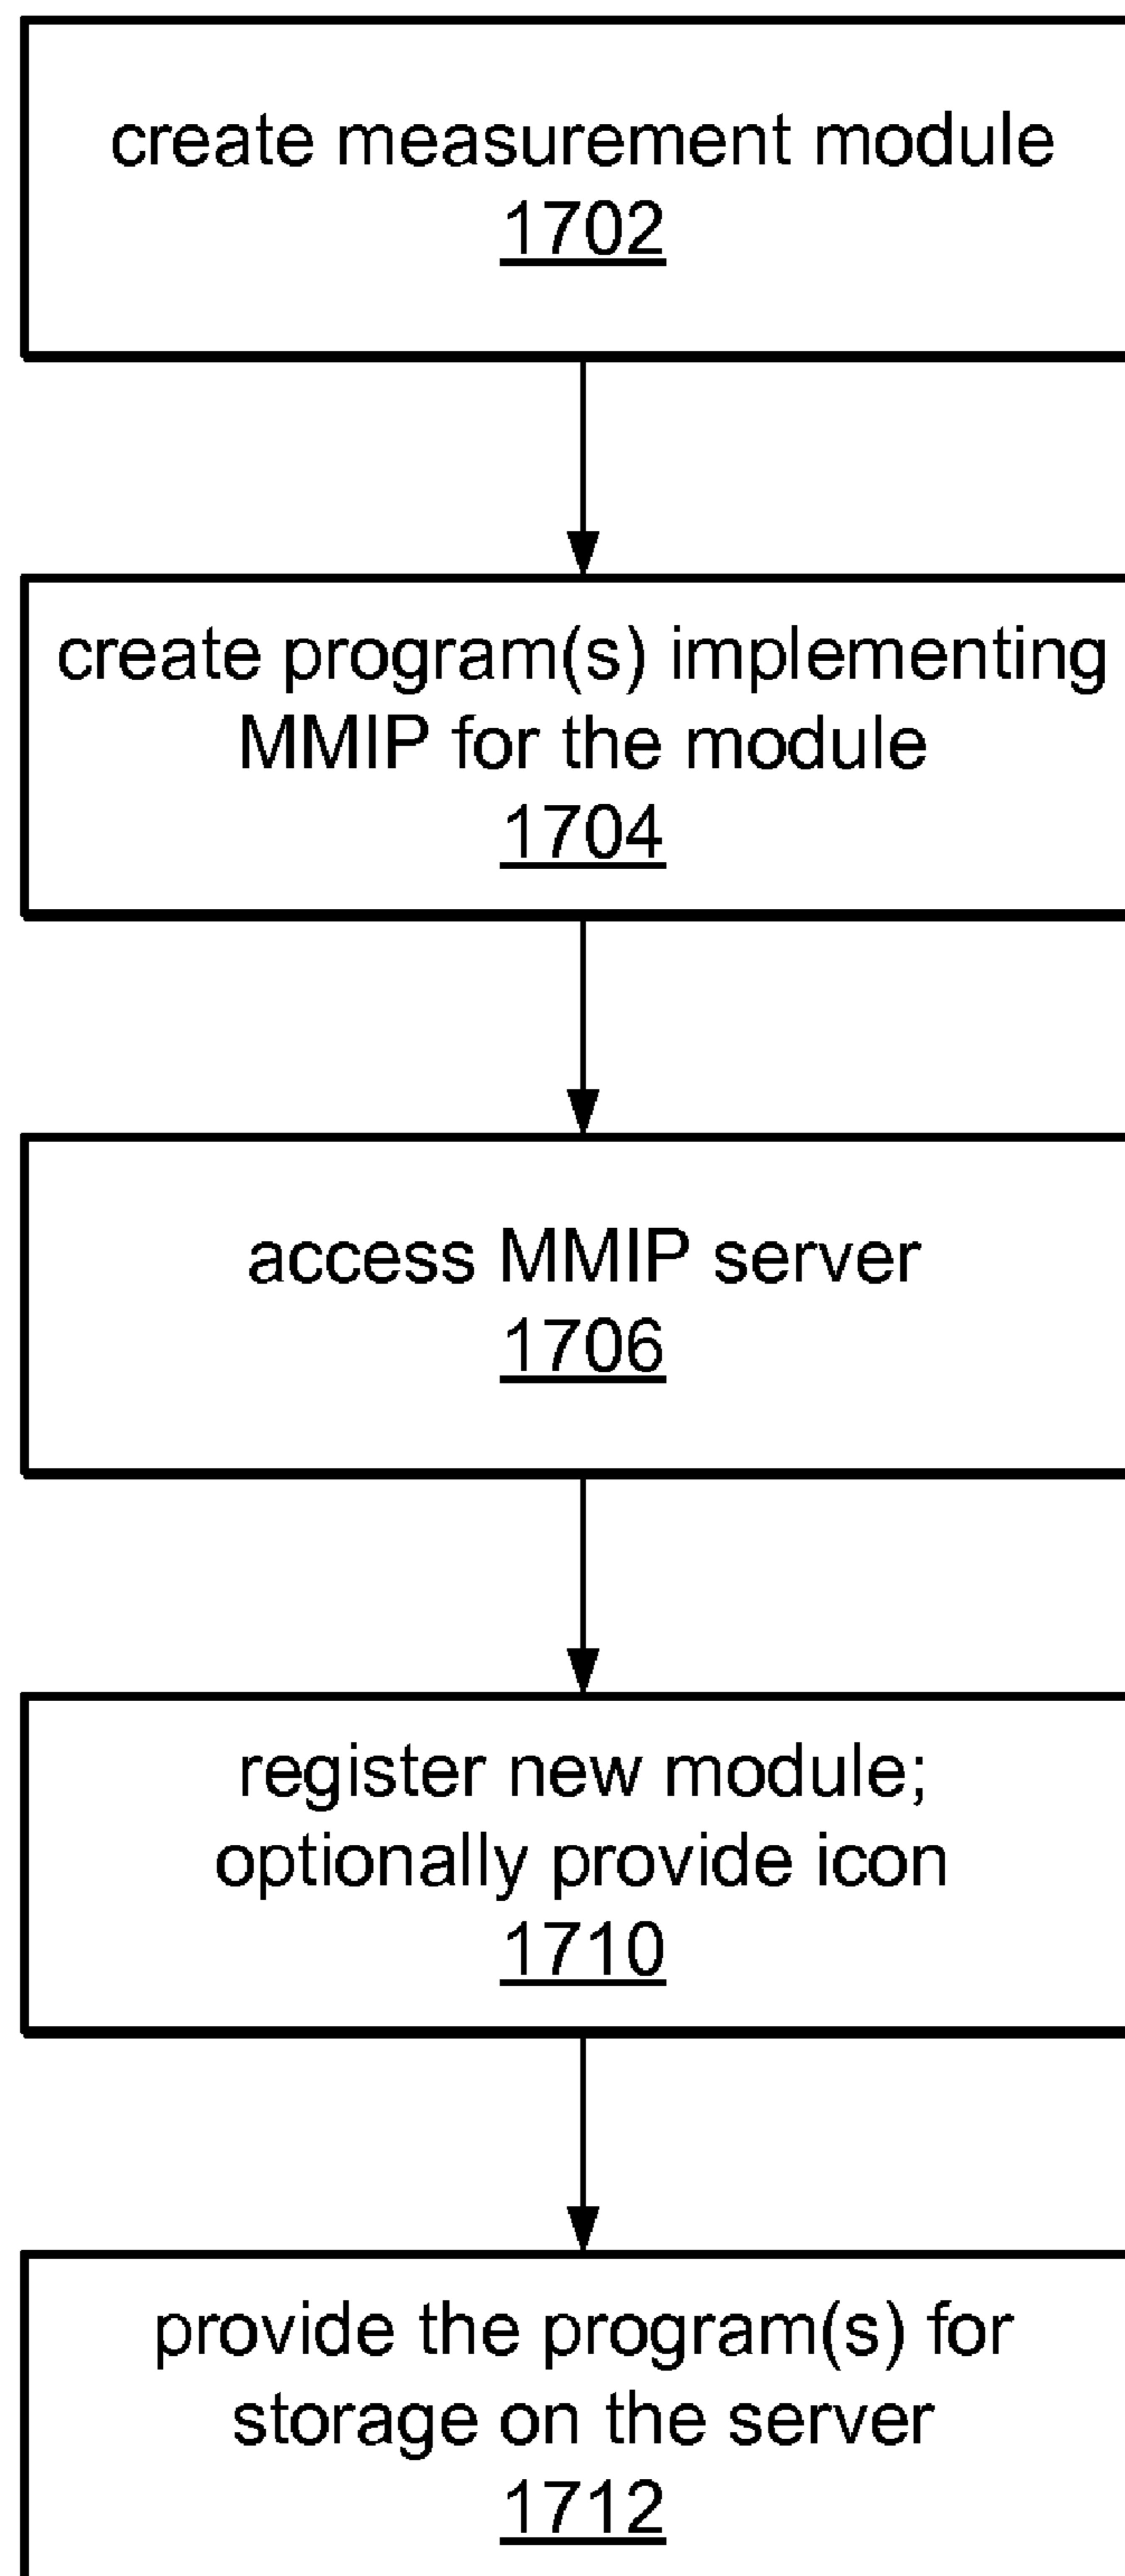 create measurement module
1702
create program(s) implementing
MMIP for the module
1704
access MMIP server
1706
register new module;
optionally provide icon
1710
provide the program(s) for
storage on the server
1712